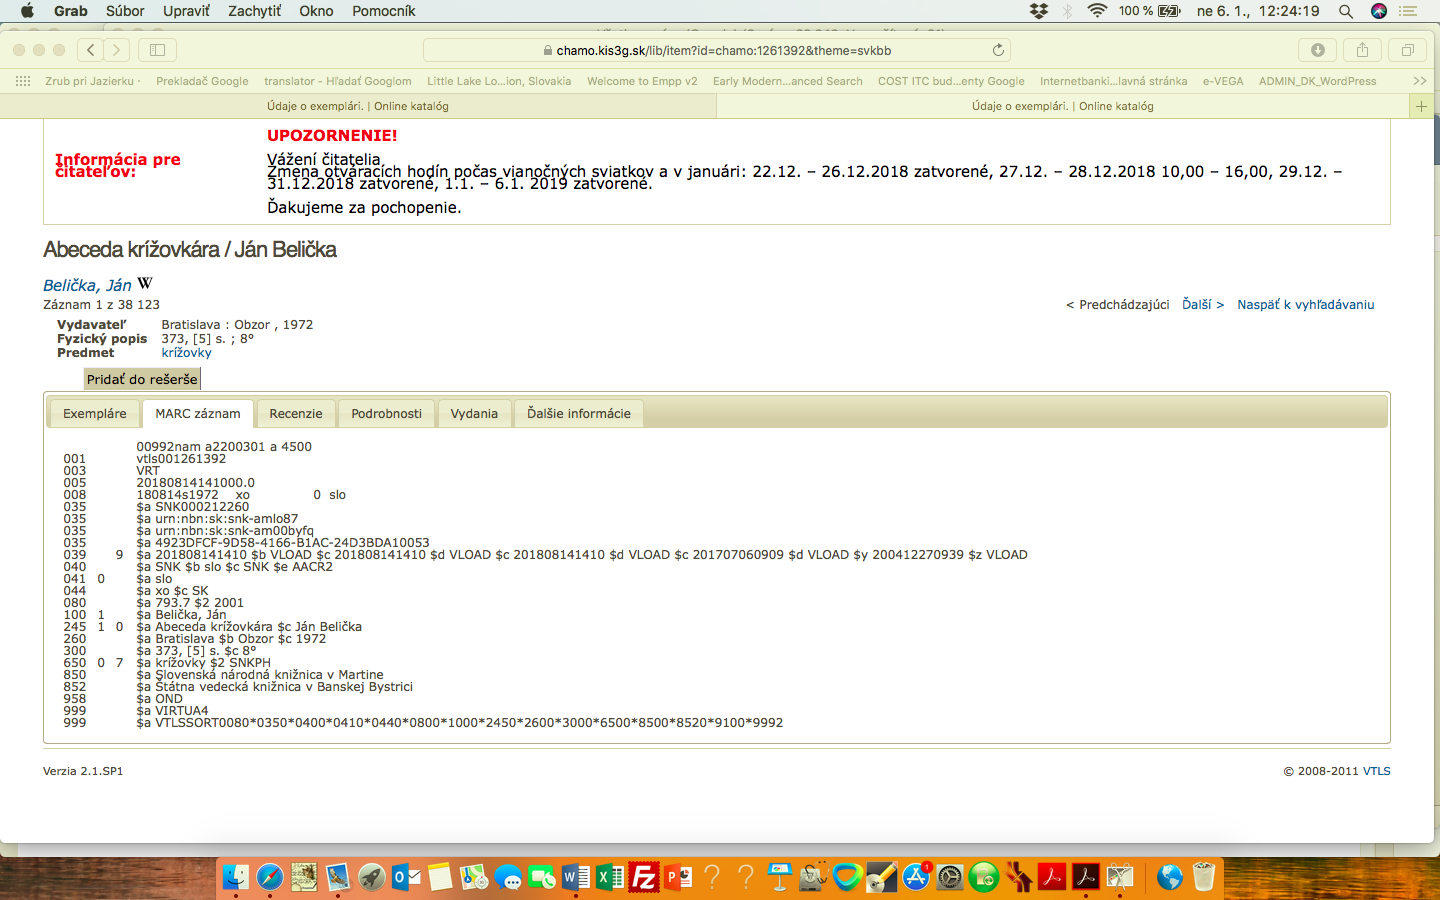 Grab Súbor Upraviť Zachytiť Okno Pomocník 100 % ne 6. 1., 12:24:19
chamo.kis3g.sk/lib/item?id=chamo:1261392&theme=svkbb
Zrub pri Jazierku · Prekladač Google translator - Hľadať Googlom Little Lake Lo...ion, Slovakia Welcome to Empp v2 Early Modern...anced Search COST ITC bud...enty Google Internetbanki...lavná stránka e-VEGA ADMIN_DK_WordPress >>
Údaje o exemplári. | Online katalóg Údaje o exemplári. | Online katalóg +
UPOZORNENIE!
Informácia pre čitateľov:
Vážení čitatelia,
Zmena otváracích hodín počas vianočných sviatkov a v januári: 22.12. – 26.12.2018 zatvorené, 27.12. – 28.12.2018 10,00 – 16,00, 29.12. –
31.12.2018 zatvorené, 1.1. – 6.1. 2019 zatvorené.
Ďakujeme za pochopenie.
Abeceda krížovkára / Ján Belička
Belička, Ján W
Záznam 1 z 38 123 < Predchádzajúci Ďalší > Naspäť k vyhľadávaniu
Vydavateľ Bratislava : Obzor , 1972
Fyzický popis 373, [5] s. ; 8°
Predmet krížovky
Pridať do rešerše
Exempláre MARC záznam Recenzie Podrobnosti Vydania Ďalšie informácie
00992nam a2200301 a 4500
001 vtls001261392
003 VRT
005 20180814141000.0
008 180814s1972 xo 0 slo
035 $a SNK000212260
035 $a urn:nbn:sk:snk-amlo87
035 $a urn:nbn:sk:snk-am00byfq
035 $a 4923DFCF-9D58-4166-B1AC-24D3BDA10053
039 9 $a 201808141410 $b VLOAD $c 201808141410 $d VLOAD $c 201808141410 $d VLOAD $c 201707060909 $d VLOAD $y 200412270939 $z VLOAD
040 $a SNK $b slo $c SNK $e AACR2
041 0 $a slo
044 $a xo $c SK
080 $a 793.7 $2 2001
100 1 $a Belička, Ján
245 1 0 $a Abeceda krížovkára $c Ján Belička
260 $a Bratislava $b Obzor $c 1972
300 $a 373, [5] s. $c 8°
650 0 7 $a krížovky $2 SNKPH
850 $a Slovenská národná knižnica v Martine
852 $a Štátna vedecká knižnica v Banskej Bystrici
958 $a OND
999 $a VIRTUA4
999 $a VTLSSORT0080*0350*0400*0410*0440*0800*1000*2450*2600*3000*6500*8500*8520*9100*9992
Verzia 2.1.SP1 © 2008-2011 VTLS